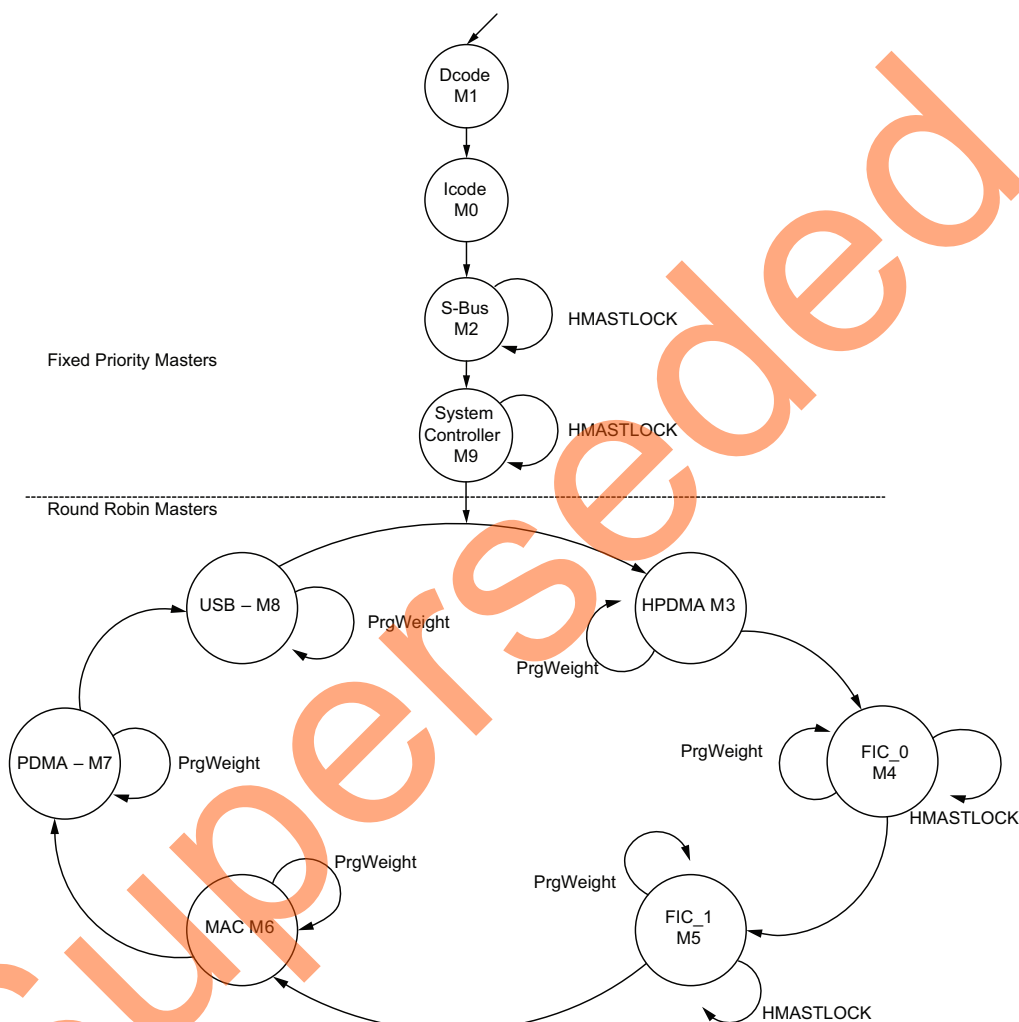 Dcode
M1
Icode
M0
S-Bus
M2
HMASTLOCK
Fixed Priority Masters
System
Controller
M9
HMASTLOCK
Round Robin Masters
USB – M8
PrgWeight
HPDMA M3
PrgWeight
PDMA – M7
PrgWeight
PrgWeight
FIC_0
M4
HMASTLOCK
PrgWeight
MAC M6
PrgWeight
FIC_1
M5
HMASTLOCK
Superseded